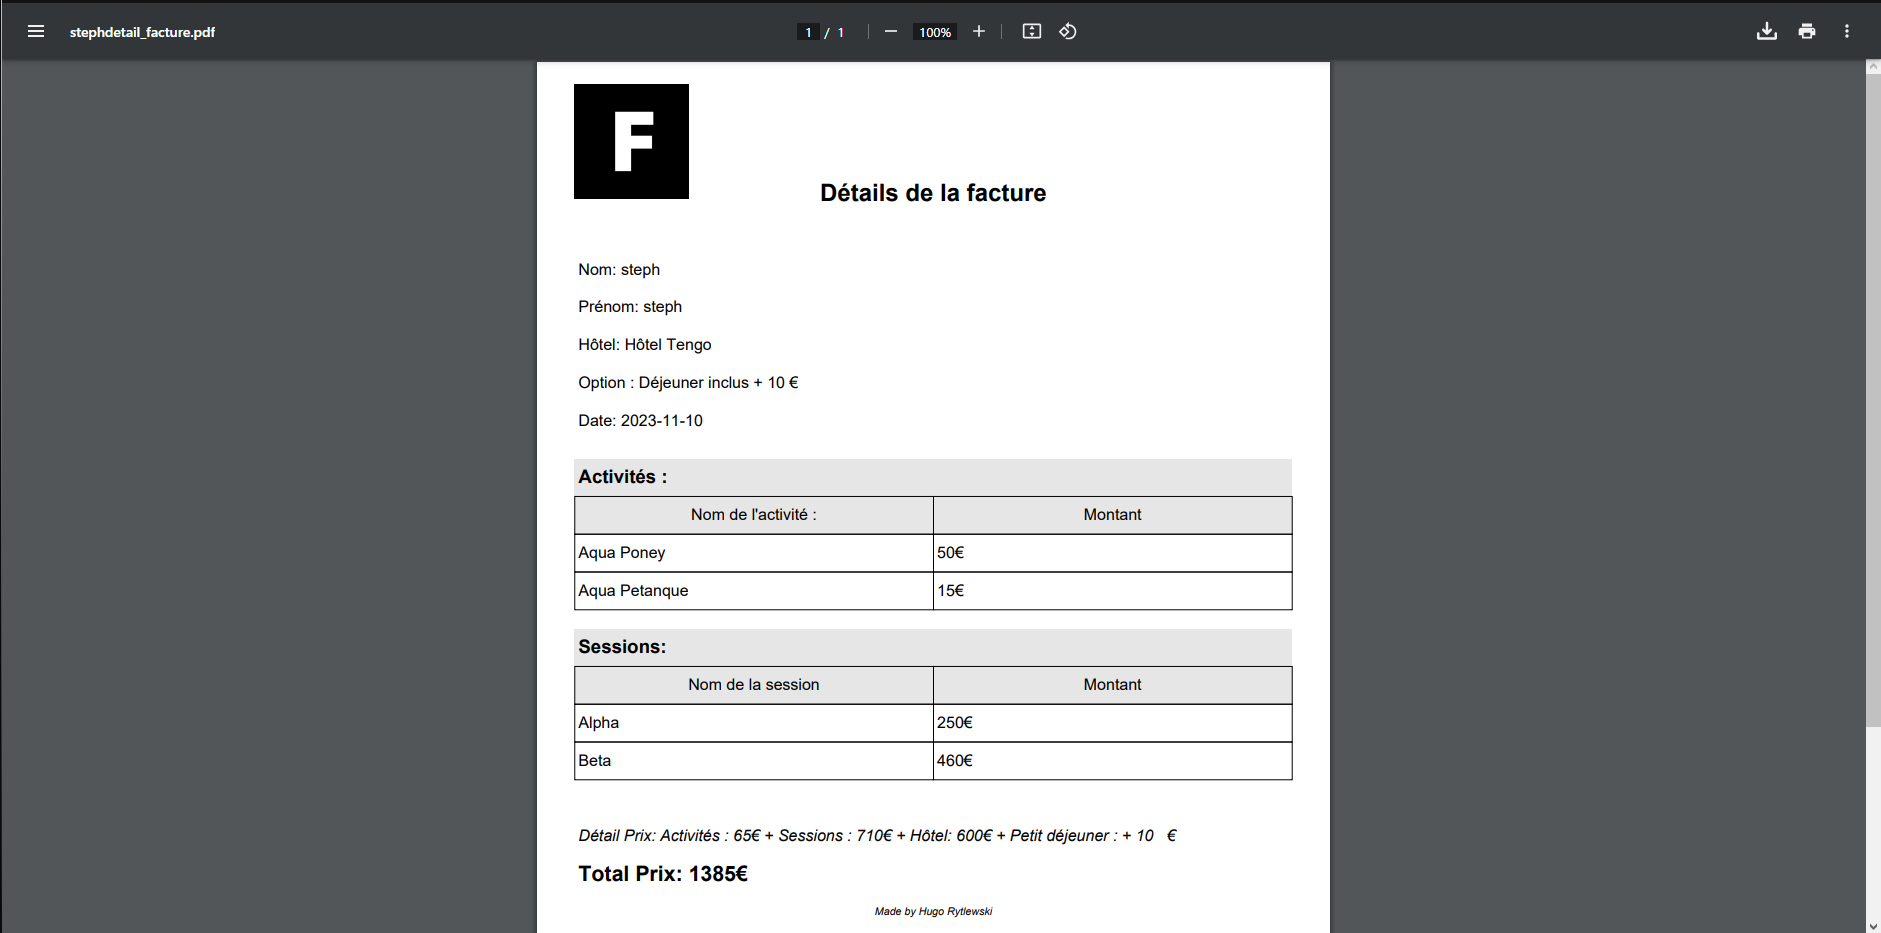 stephdetail_facture.pdf
1 / 1
100%
F
Détails de la facture
Nom: steph
Prénom: steph
Hôtel: Hôtel Tengo
Option : Déjeuner inclus + 10 €
Date: 2023-11-10
Activités :
Nom de l'activité : Montant
Aqua Poney 50€
Aqua Petanque 15€
Sessions:
Nom de la session Montant
Alpha 250€
Beta 460€
Détail Prix: Activités : 65€ + Sessions : 710€ + Hôtel: 600€ + Petit déjeuner : + 10 €
Total Prix: 1385€
Made by Hugo Rytlewski